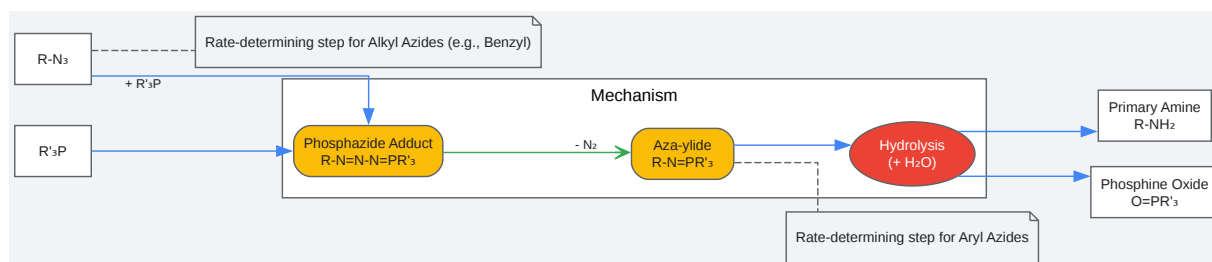 Rate-determining step for Alkyl Azides (e.g., Benzyl)
R-N₃
+ R'₃P
Mechanism
R'₃P
Phosphazide Adduct
R-N=N-N=PR'₃
- N₂
Aza-ylide
R-N=PR'₃
Hydrolysis
(+ H₂O)
Primary Amine
R-NH₂
Phosphine Oxide
O=PR'₃
Rate-determining step for Aryl Azides